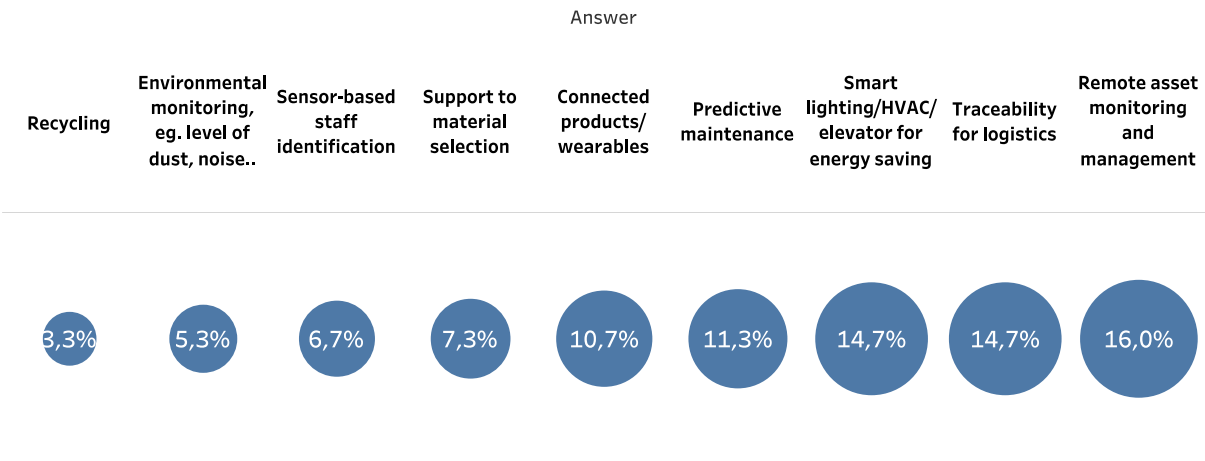 Answer
Recycling
Environmental
monitoring,
eg. level of
dust, noise..
Sensor-based
staff
identification
Support to
material
selection
Connected
products/
wearables
Predictive
maintenance
Smart
lighting/HVAC/
elevator for
energy saving
Traceability
for logistics
Remote asset
monitoring
and
management
3,3%
5,3%
6,7%
7,3%
10,7%
11,3%
14,7%
14,7%
16,0%